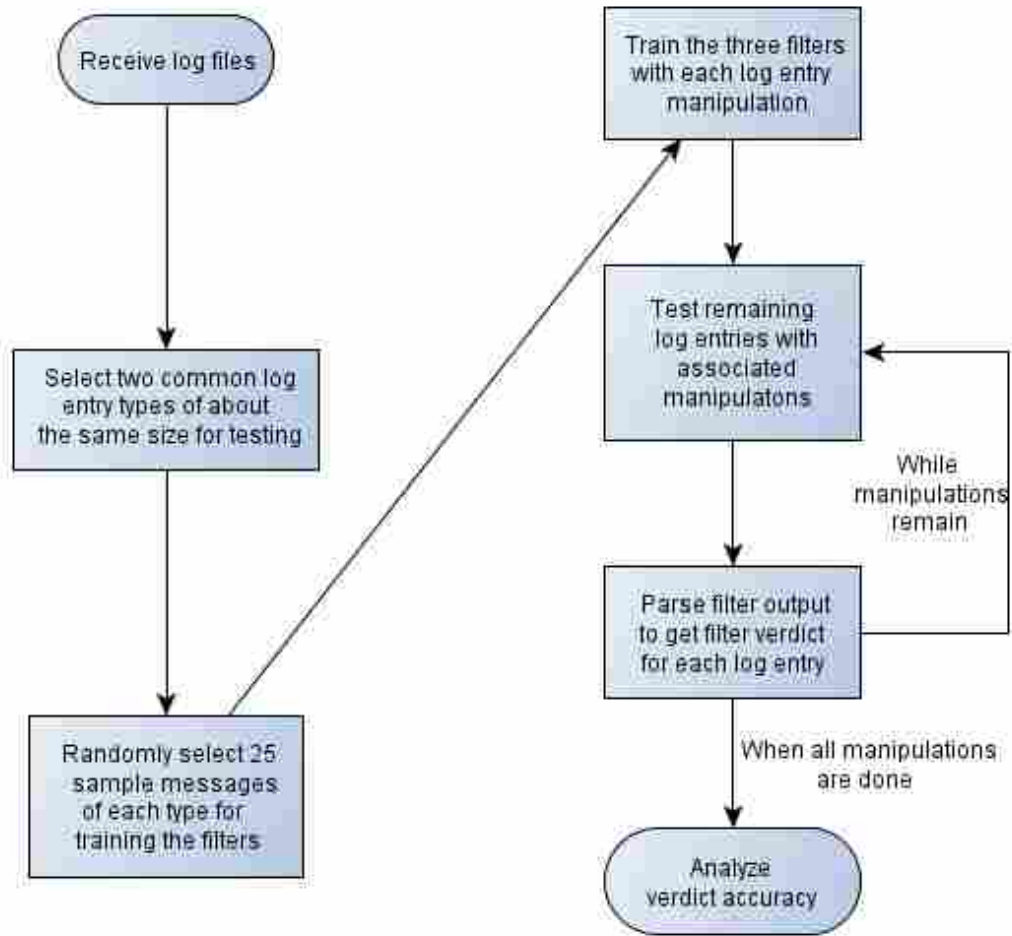 Receive log files
Select two common log
entry types of about
the same size for testing
Randomly select 25
sample messages
of each type for
training the filters
Train the three filters
with each log entry
manipulation
Test remaining
log entries with
associated
manipulatons
While
manipulations
remain
Parse filter output
to get filter verdict
for each log entry
When all manipulations
are done
Analyze
verdict accuracy